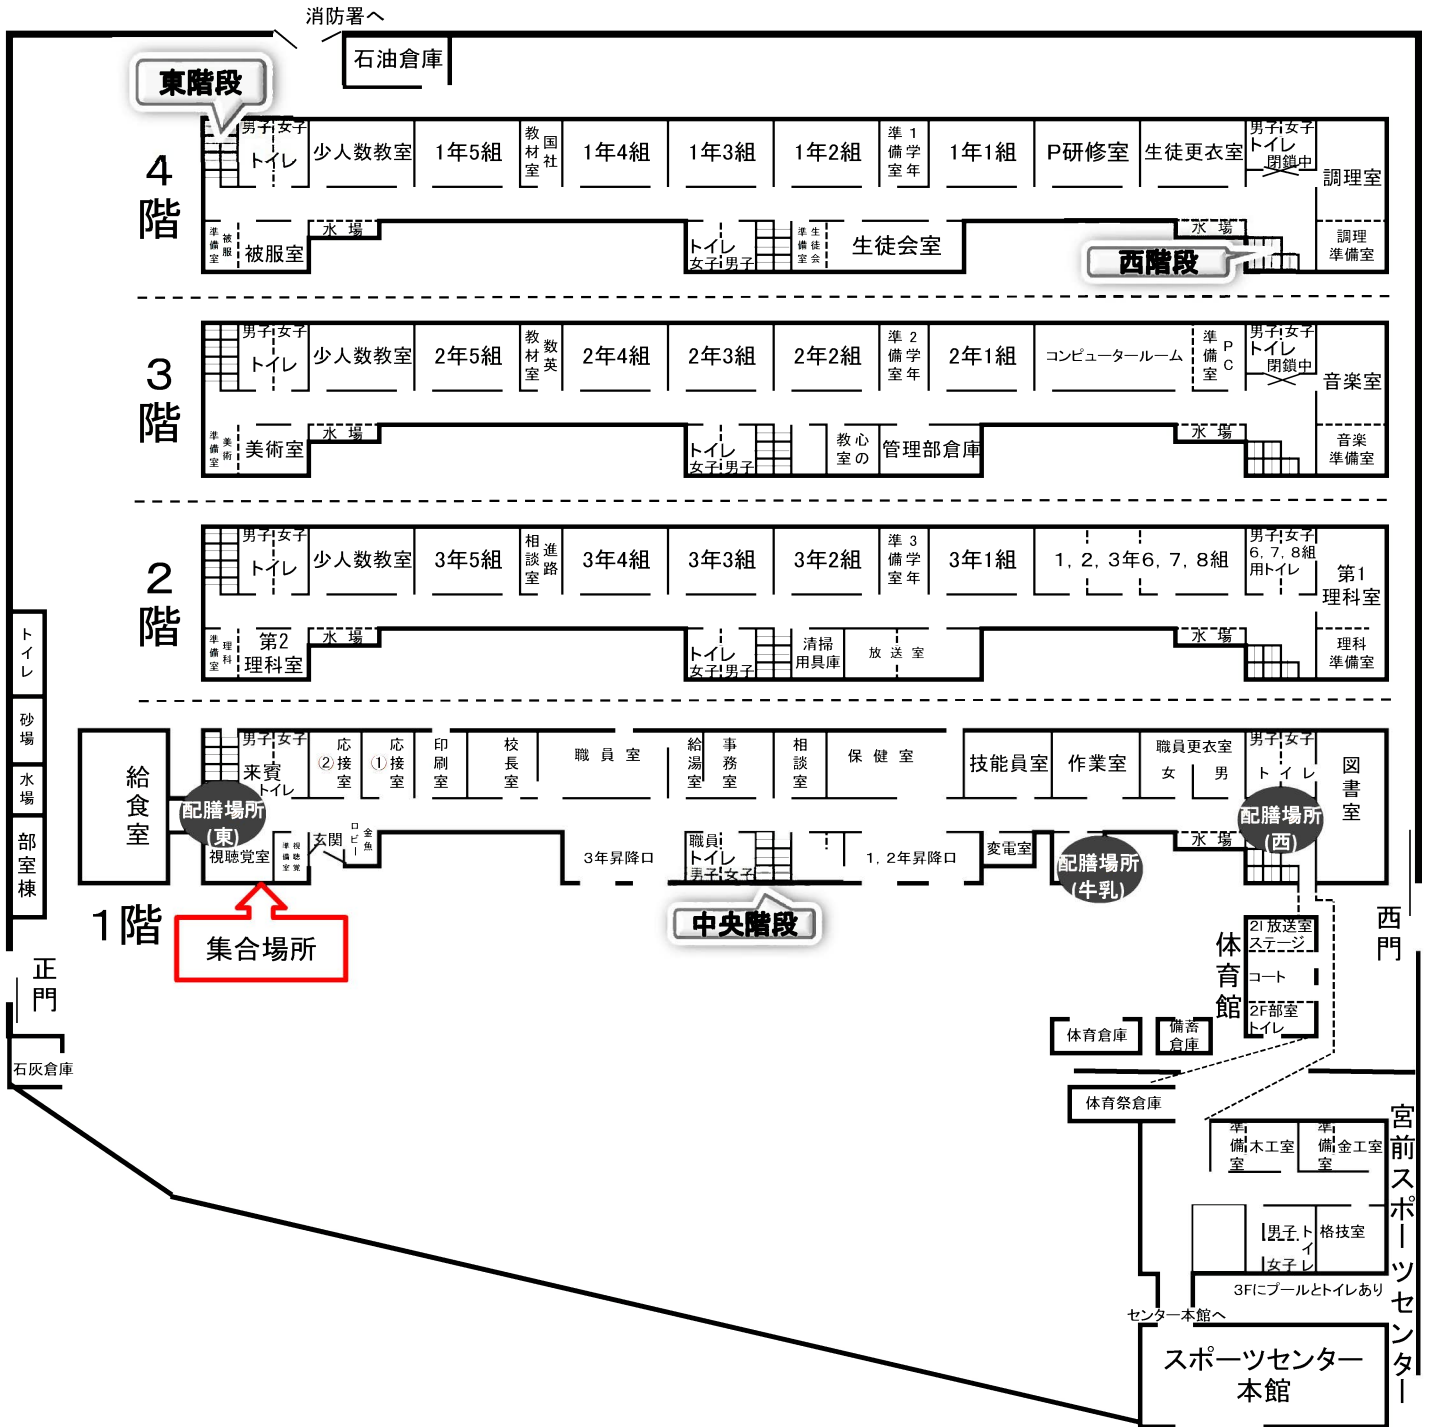 消防署へ
石油倉庫
東階段
4階
男子 女子
トイレ
少人数教室
1年5組
国社
教材室
1年4組
1年3組
1年2組
1学年
準備室
1年1組
P研修室
生徒更衣室
男子 女子
トイレ
閉鎖中
調理室
被服
準備室
被服室
水場
トイレ
女子 男子
生徒会
準備室
生徒会室
水場
西階段
調理
準備室
3階
男子 女子
トイレ
少人数教室
2年5組
数英
教材室
2年4組
2年3組
2年2組
2学年
準備室
2年1組
コンピュータールーム
PC
準備室
男子 女子
トイレ
閉鎖中
音楽室
美術
準備室
美術室
水場
トイレ
女子 男子
心の
教室
管理部倉庫
水場
音楽
準備室
2階
男子 女子
トイレ
少人数教室
3年5組
進路
相談室
3年4組
3年3組
3年2組
3学年
準備室
3年1組
1, 2, 3年6, 7, 8組
男子 女子
6, 7, 8組
用トイレ
第1
理科室
理科
準備室
第2
理科室
水場
トイレ
女子 男子
清掃
用具庫
放送室
水場
理科
準備室
トイレ
砂場
水場
部室棟
1階
給食室
男子 女子
来賓
トイレ
応接室
②
応接室
①
印刷室
校長室
職員室
給湯室
事務室
相談室
保健室
技能員室
作業室
職員更衣室
女 男
男子 女子
トイレ
図書室
配膳場所
(東)
視聴覚室
視聴覚
準備室
玄関
金魚
ロビー
3年昇降口
職員
トイレ
男子 女子
1, 2年昇降口
変電室
配膳場所
(牛乳)
水場
配膳場所
(西)
集合場所
中央階段
正門
西門
石灰倉庫
体育館
2F放送室
ステージ
コート
2F部室
トイレ
体育倉庫
備蓄
倉庫
体育祭倉庫
宮前スポーツセンター
準備室
木工室
準備室
金工室
男子
女子
トイレ
格技室
3Fにプールとトイレあり
センター本館へ
スポーツセンター
本館